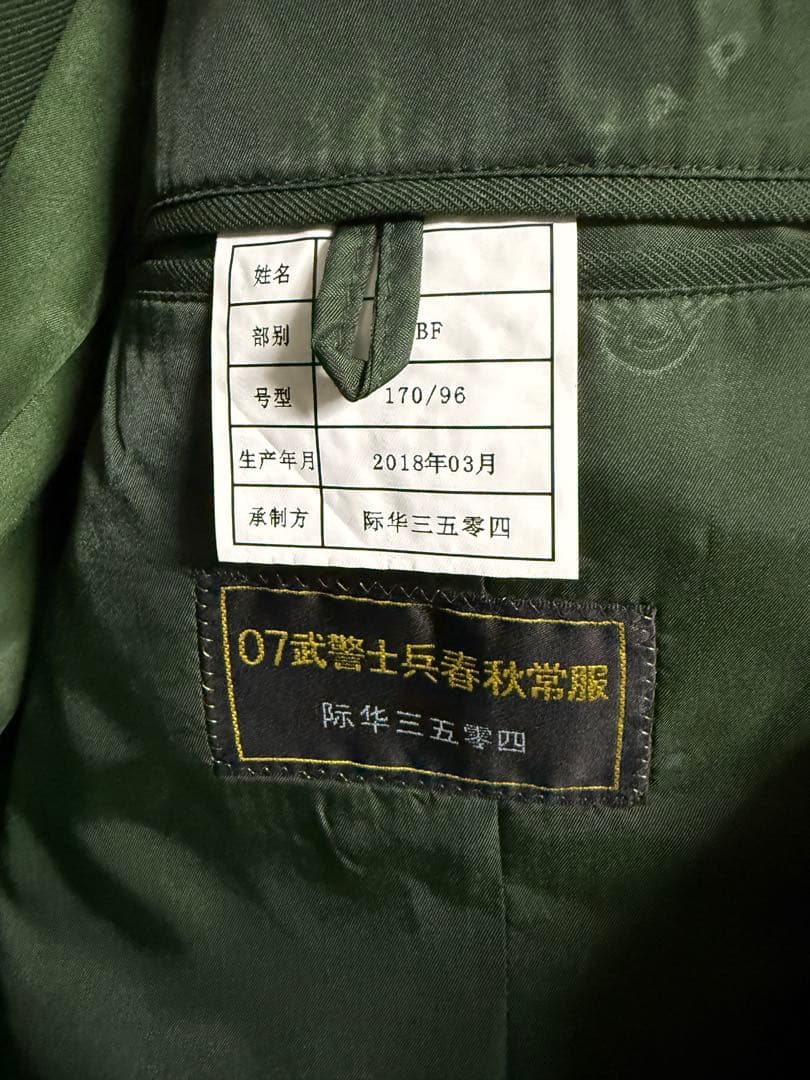 姓名
部别 BF
号型 170/96
生产年月 2018年03月
承制方 际华三五零四
07武警士兵春秋常服
际华三五零四